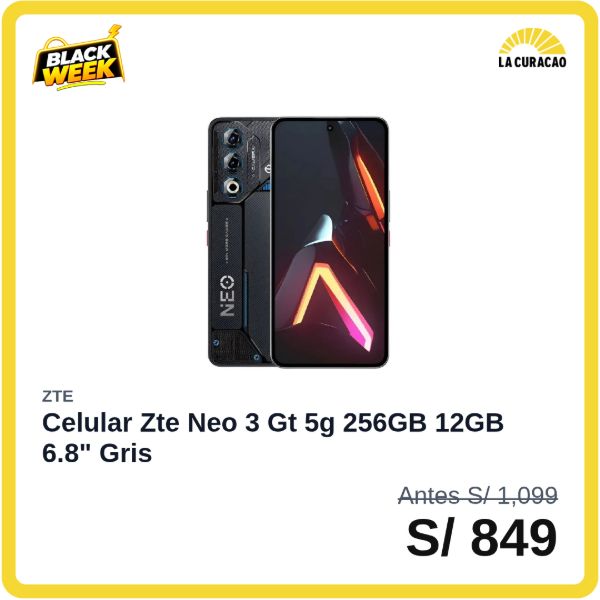 BLACK
WEEK
LA CURACAO
NEO
ZTE
Celular Zte Neo 3 Gt 5g 256GB 12GB
6.8" Gris
Antes S/ 1,099
S/ 849